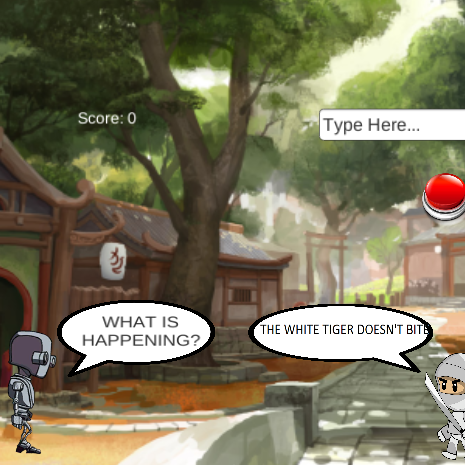 Score: 0
Type Here...
WHAT IS
HAPPENING?
THE WHITE TIGER DOESN'T BITE